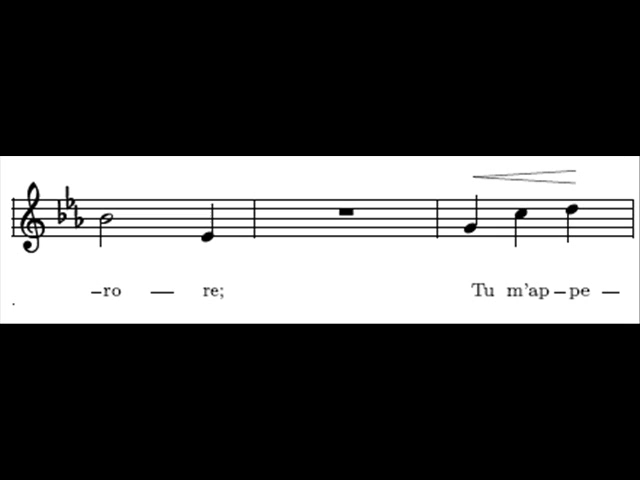 –ro — re; Tu m'ap – pe —